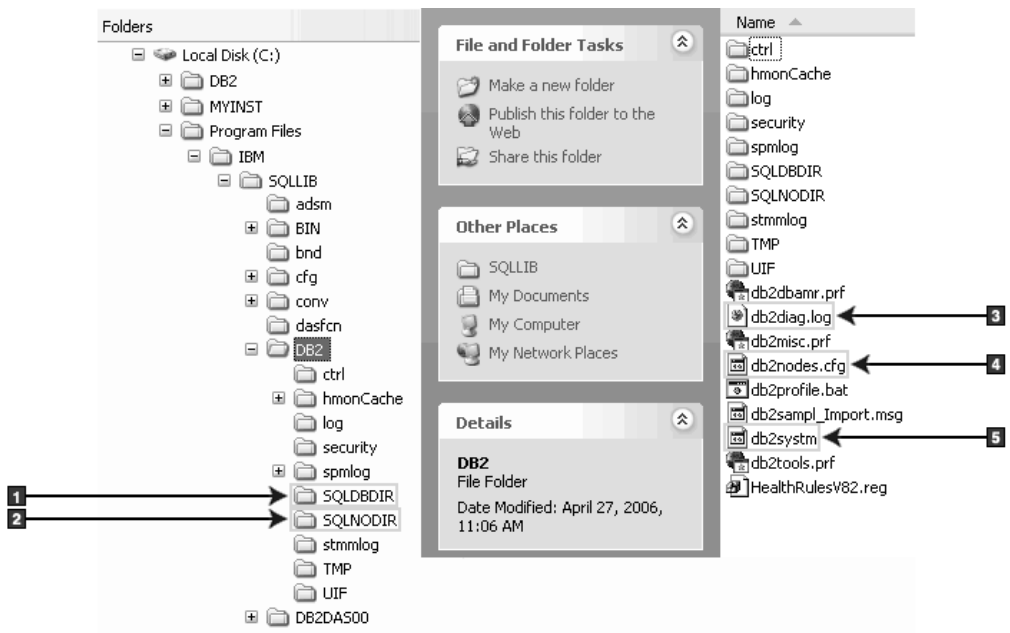 Folders
Local Disk (C:)
DB2
MYINST
Program Files
IBM
SQLLIB
adsm
BIN
bnd
cfg
conv
dasfcn
DB2
ctrl
hmonCache
log
security
spmlog
1 SQLDBDIR
2 SQLNODIR
stmmlog
TMP
UIF
DB2DAS00
File and Folder Tasks
Make a new folder
Publish this folder to the
Web
Share this folder
Other Places
SQLLIB
My Documents
My Computer
My Network Places
Details
DB2
File Folder
Date Modified: April 27, 2006,
11:06 AM
Name
ctrl
hmonCache
log
security
spmlog
SQLDBDIR
SQLNODIR
stmmlog
TMP
UIF
db2dbamr.prf
db2diag.log 3
db2misc.prf
db2nodes.cfg 4
db2profile.bat
db2sampl_Import.msg
db2systm 5
db2tools.prf
HealthRulesV82.reg